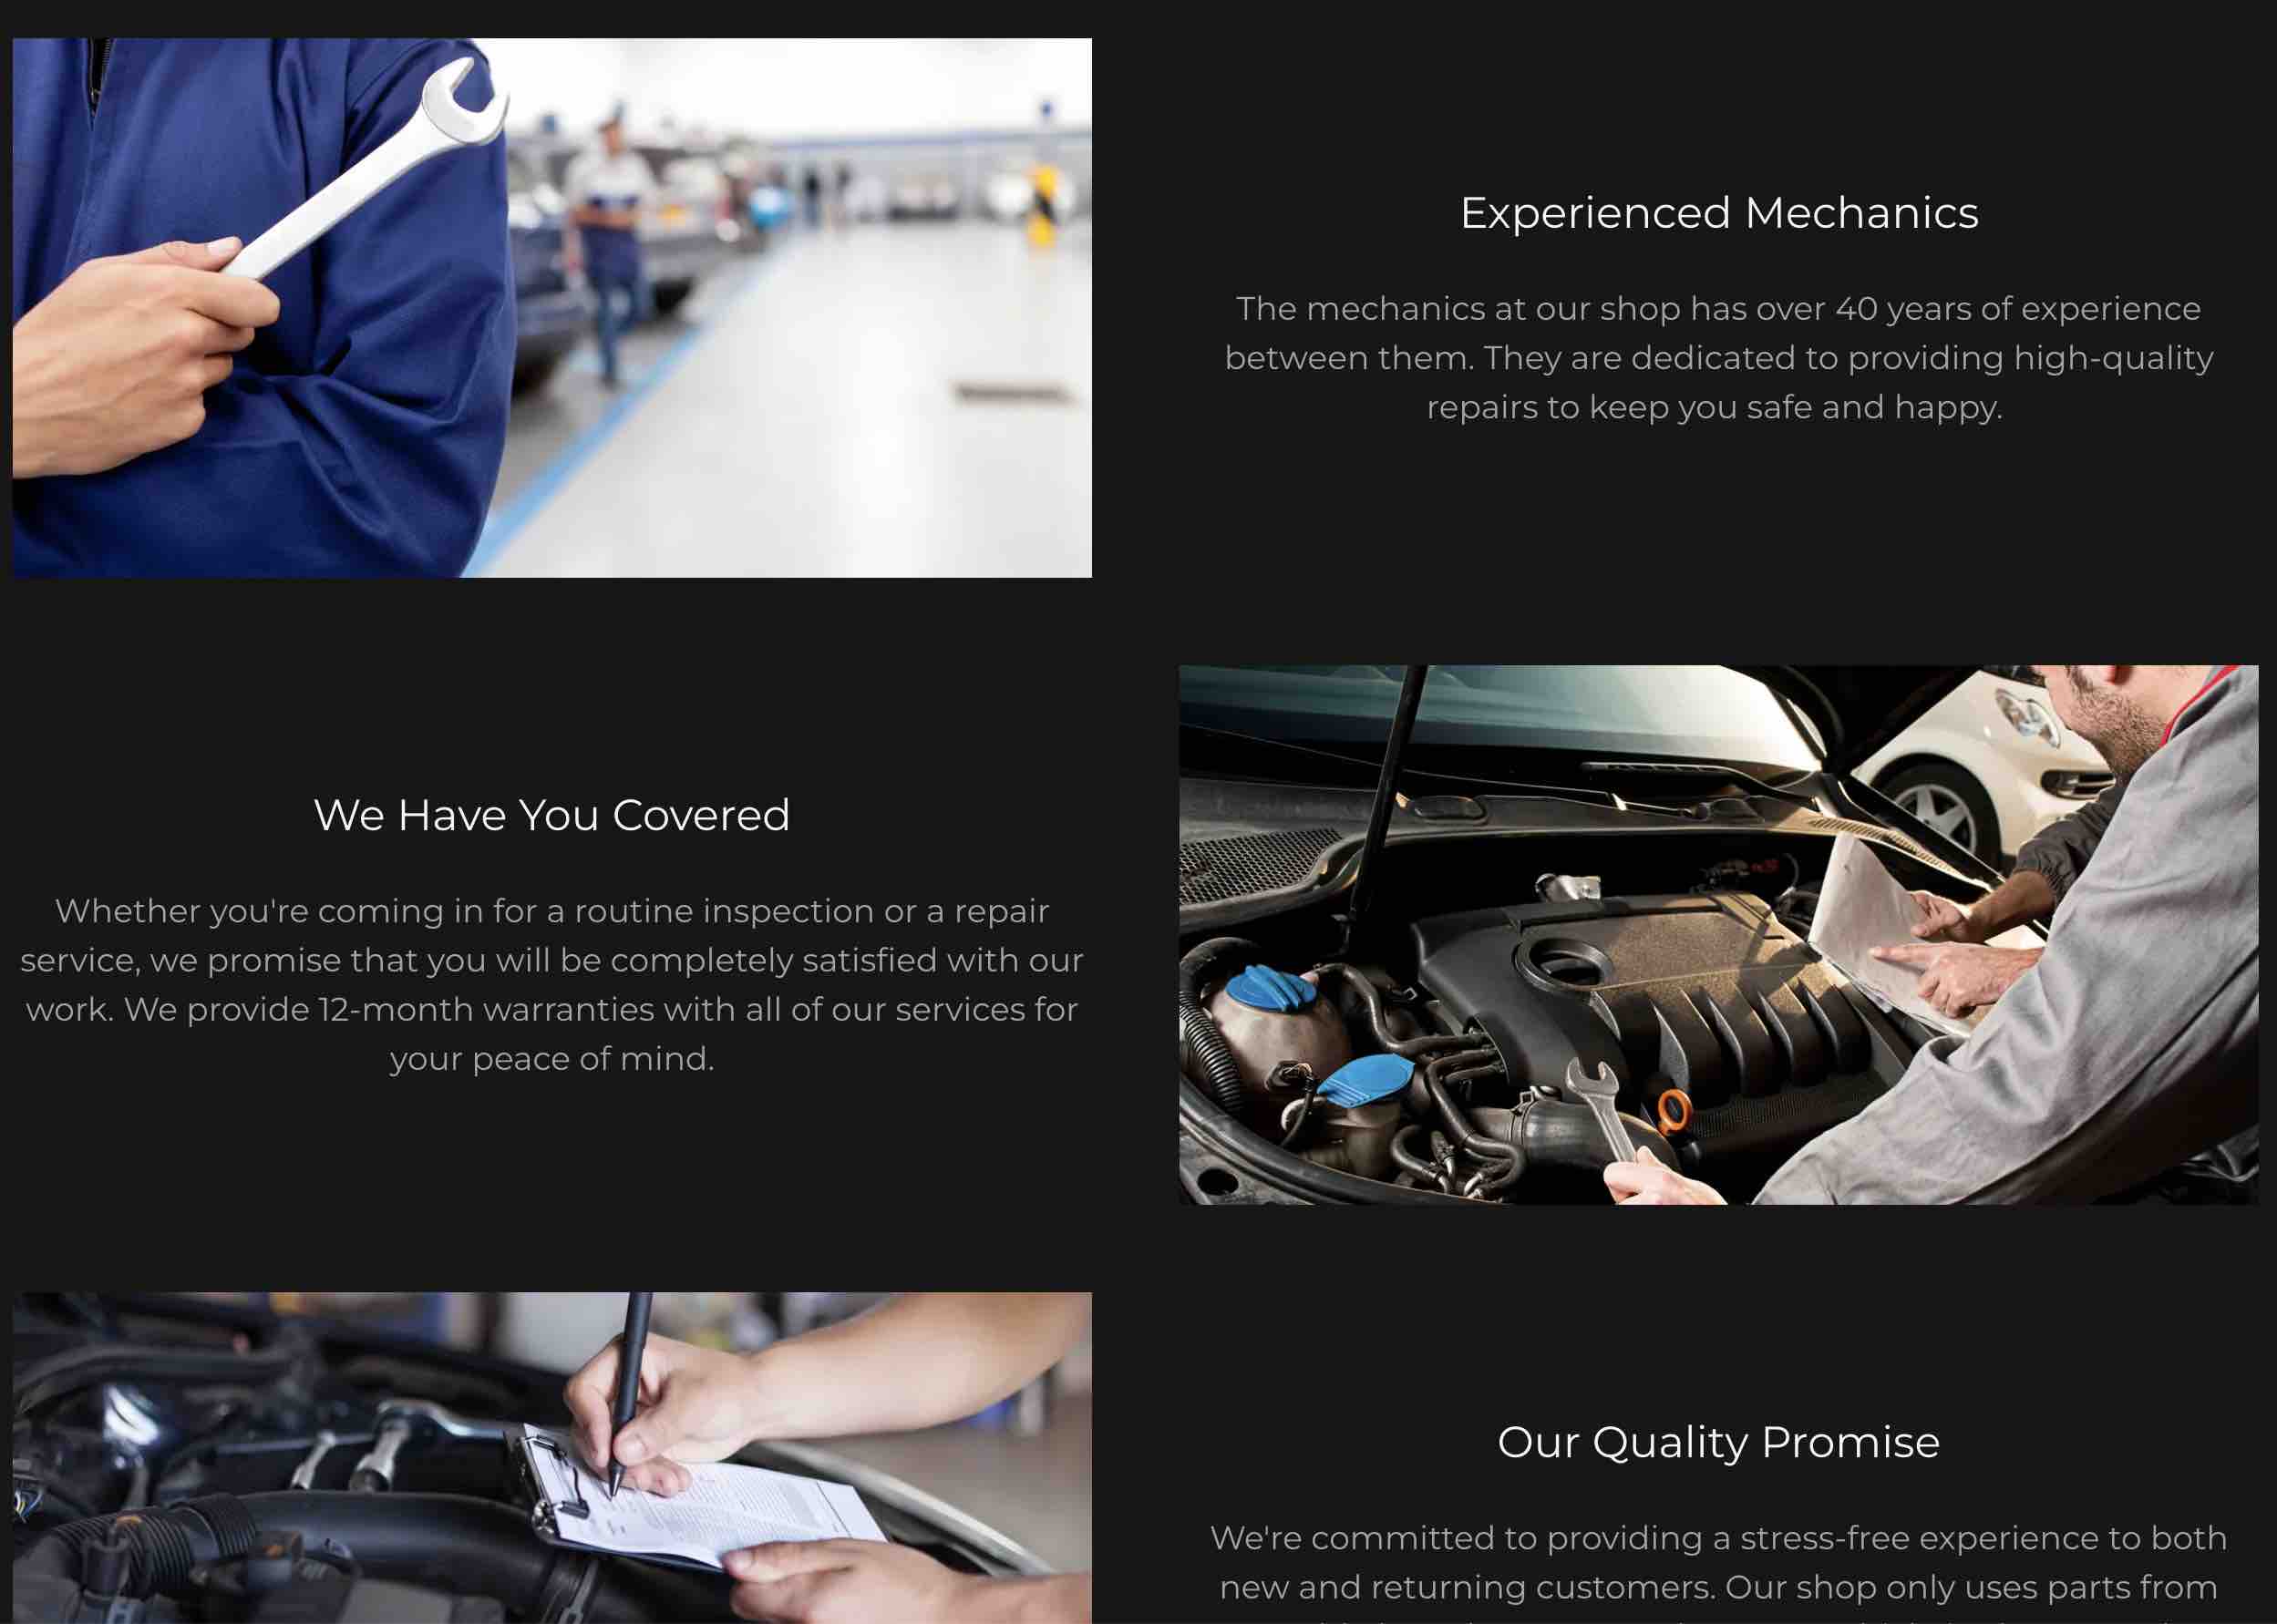 Experienced Mechanics
The mechanics at our shop has over 40 years of experience
between them. They are dedicated to providing high-quality
repairs to keep you safe and happy.
We Have You Covered
Whether you're coming in for a routine inspection or a repair
service, we promise that you will be completely satisfied with our
work. We provide 12-month warranties with all of our services for
your peace of mind.
Our Quality Promise
We're committed to providing a stress-free experience to both
new and returning customers. Our shop only uses parts from